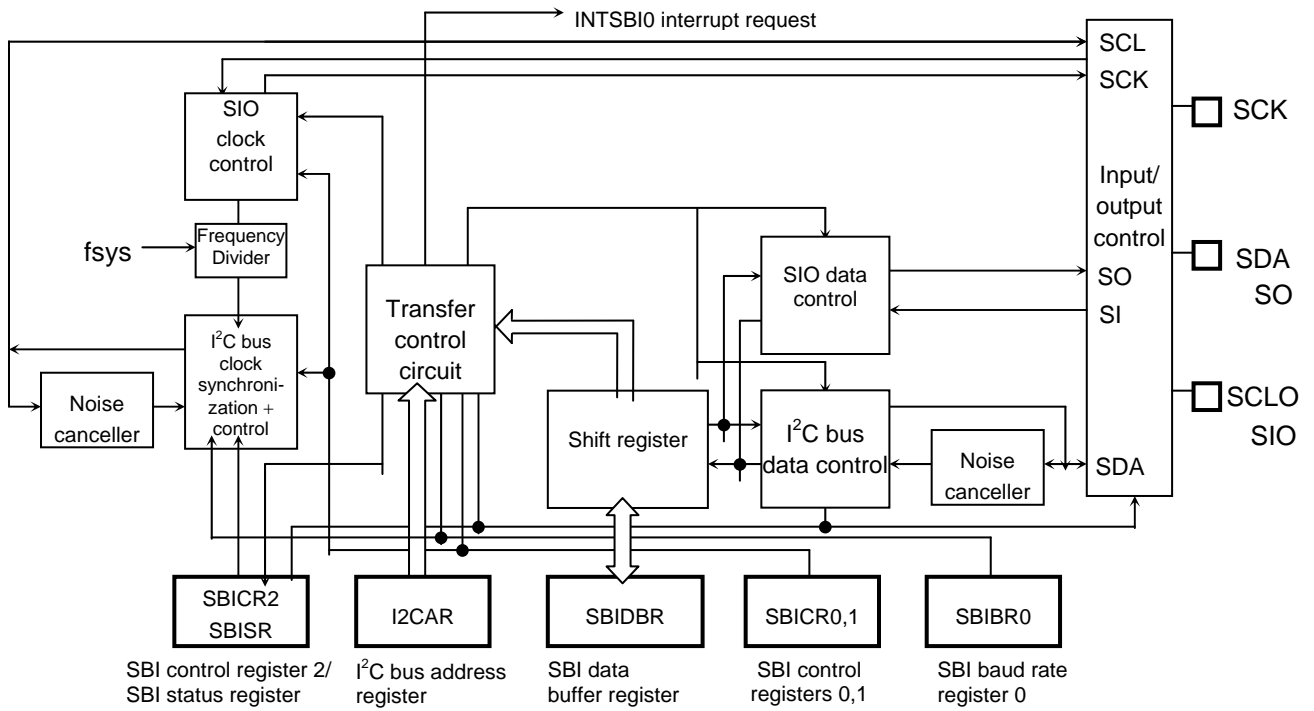 INTSBI0 interrupt request
SCL
SCK
SIO
clock
control
SCK
Input/
output
control
fsys
Frequency
Divider
SIO data
control
SO
SI
SDA
SO
Transfer
control
circuit
I²C bus
clock
synchroni-
zation +
control
Noise
canceller
Shift register
I²C bus
data control
Noise
canceller
SDA
SCLO
SIO
SBICR2
SBISR
I2CAR
SBIDBR
SBICR0,1
SBIBR0
SBI control register 2/
SBI status register
I²C bus address
register
SBI data
buffer register
SBI control
registers 0,1
SBI baud rate
register 0